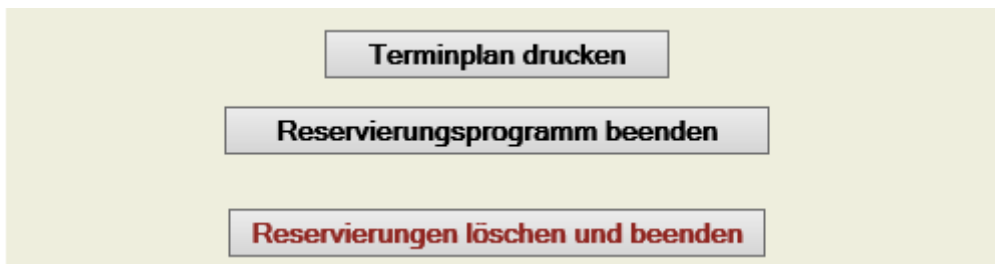 Terminplan drucken
Reservierungsprogramm beenden
Reservierungen löschen und beenden